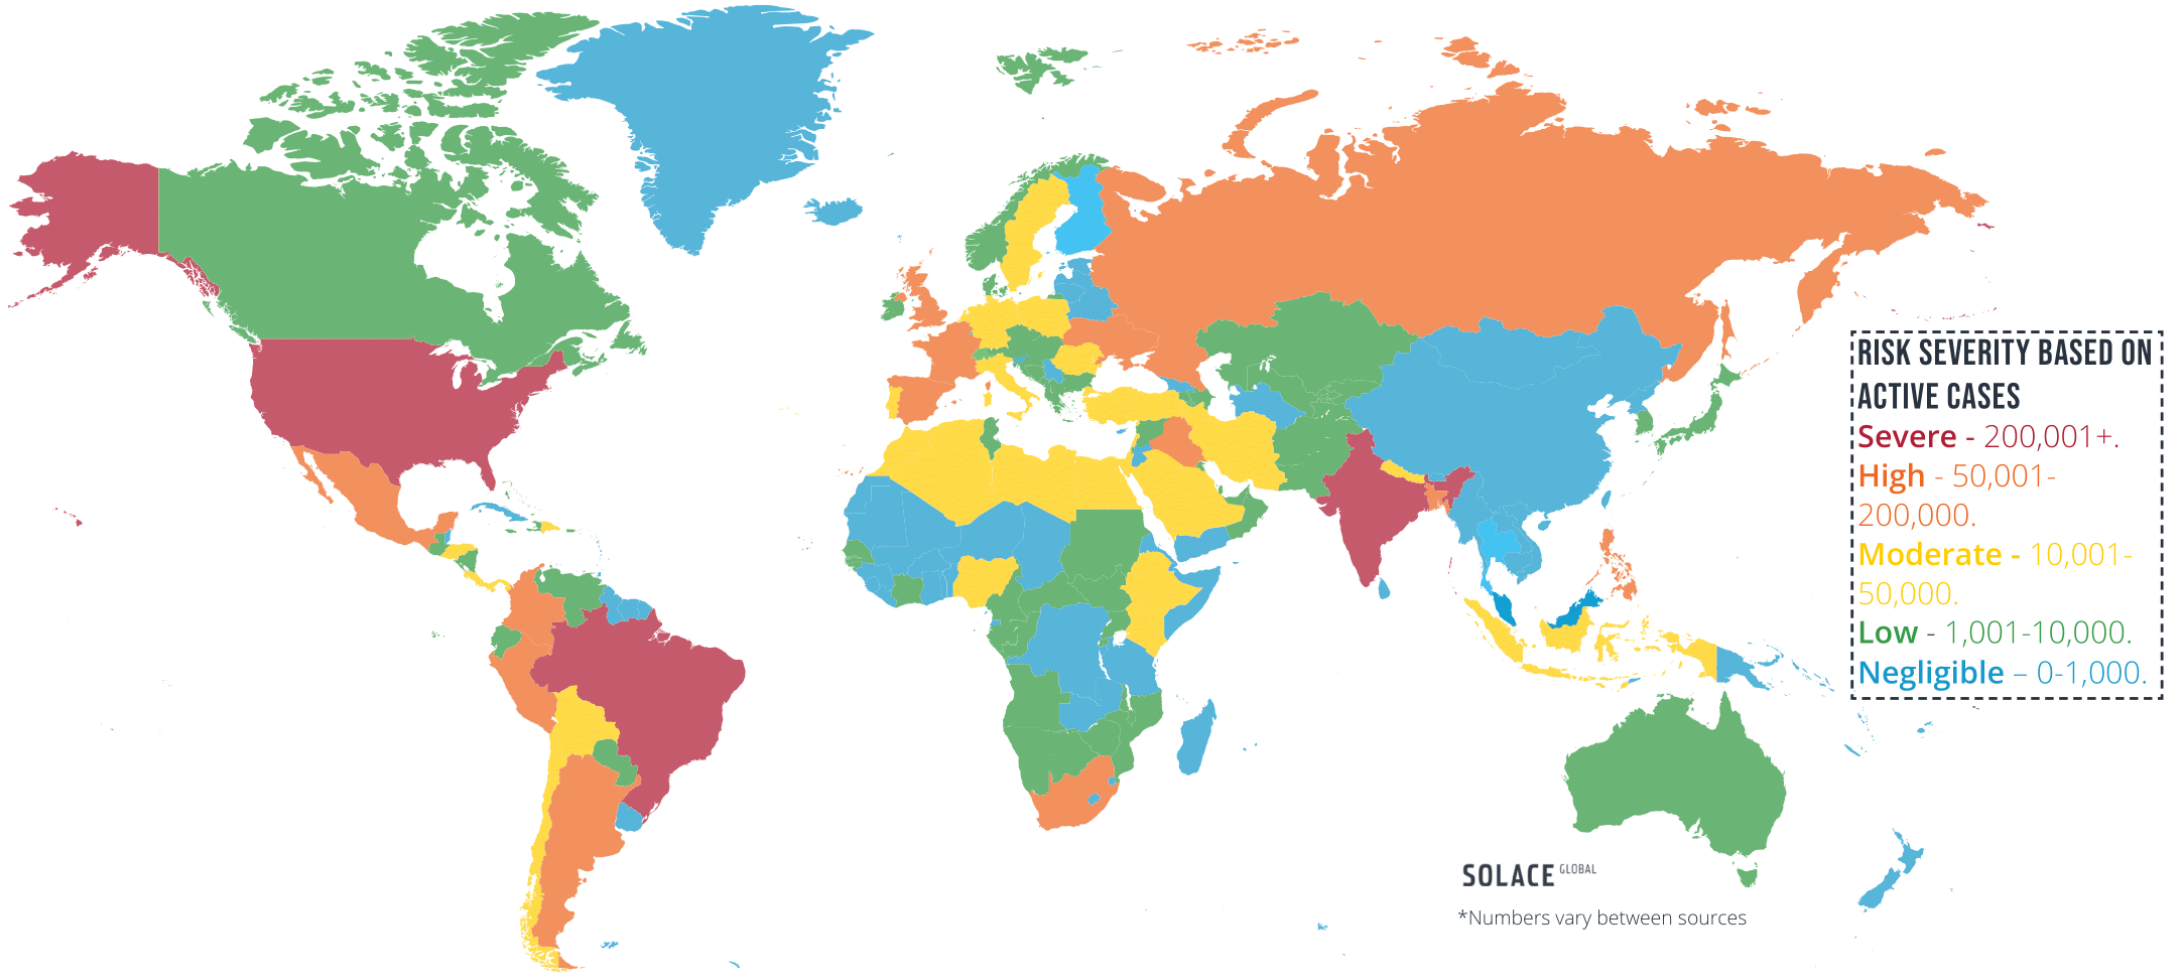 RISK SEVERITY BASED ON
ACTIVE CASES
Severe - 200,001+.
High - 50,001-
200,000.
Moderate - 10,001-
50,000.
Low - 1,001-10,000.
Negligible – 0-1,000.
SOLACE GLOBAL
*Numbers vary between sources